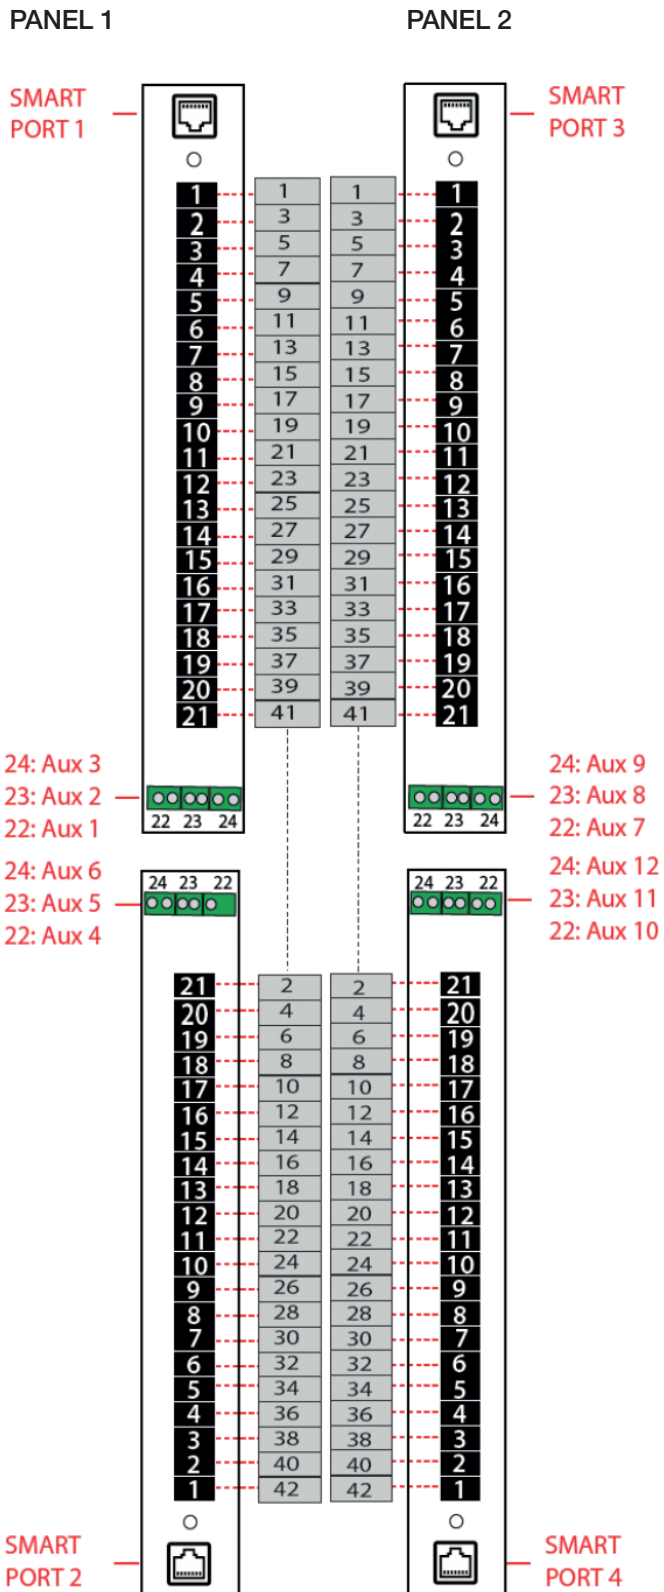 PANEL 1 PANEL 2
SMART SMART
PORT 1 PORT 3
1 1 1 1
2 3 3 2
3 5 5 3
4 7 7 4
5 9 9 5
6 11 11 6
7 13 13 7
8 15 15 8
9 17 17 9
10 19 19 10
11 21 21 11
12 23 23 12
13 25 25 13
14 27 27 14
15 29 29 15
16 31 31 16
17 33 33 17
18 35 35 18
19 37 37 19
20 39 39 20
21 41 41 21
24: Aux 3 24: Aux 9
23: Aux 2 23: Aux 8
22 23 24 22 23 24
22: Aux 1 22: Aux 7
24: Aux 6 24: Aux 12
24 23 22 24 23 22
23: Aux 5 23: Aux 11
22: Aux 4 22: Aux 10
21 2 2 21
20 4 4 20
19 6 6 19
18 8 8 18
17 10 10 17
16 12 12 16
15 14 14 15
14 16 16 14
13 18 18 13
12 20 20 12
11 22 22 11
10 24 24 10
9 26 26 9
8 28 28 8
7 30 30 7
6 32 32 6
5 34 34 5
4 36 36 4
3 38 38 3
2 40 40 2
1 42 42 1
SMART SMART
PORT 2 PORT 4